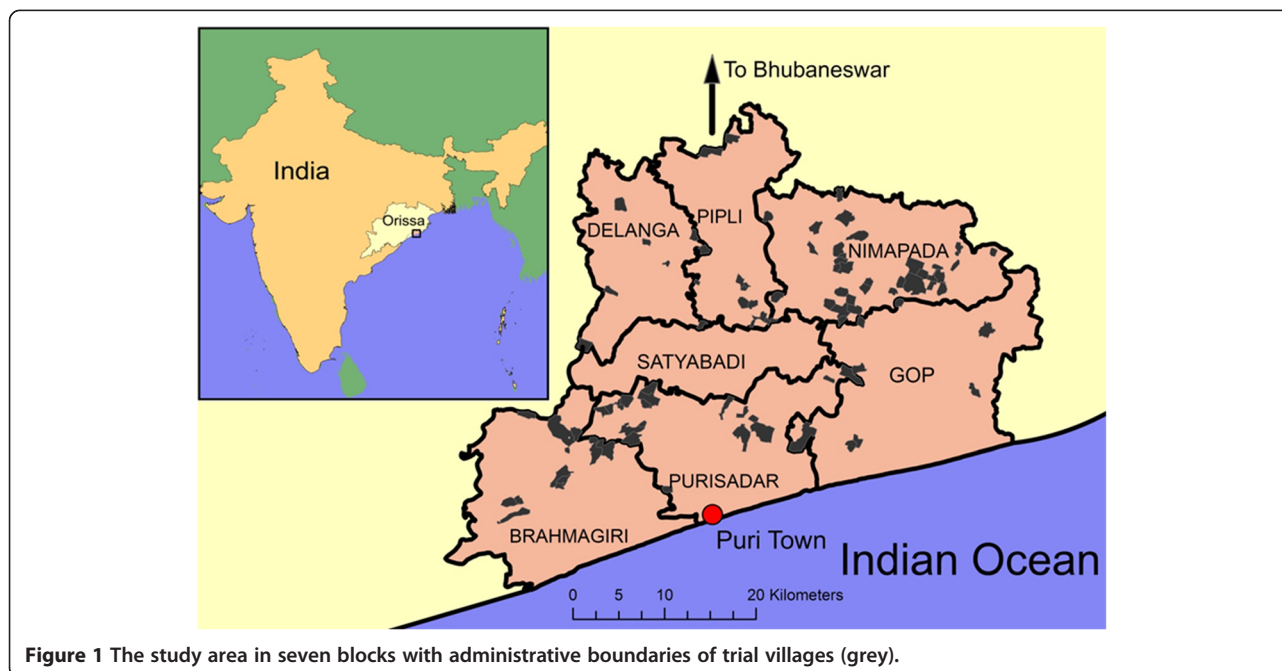 To Bhubaneswar
India
Orissa
DELANGA
PIPLI
NIMAPADA
SATYABADI
GOP
PURISADAR
BRAHMAGIRI
Puri Town
Indian Ocean
0 5 10 20 Kilometers
Figure 1 The study area in seven blocks with administrative boundaries of trial villages (grey).